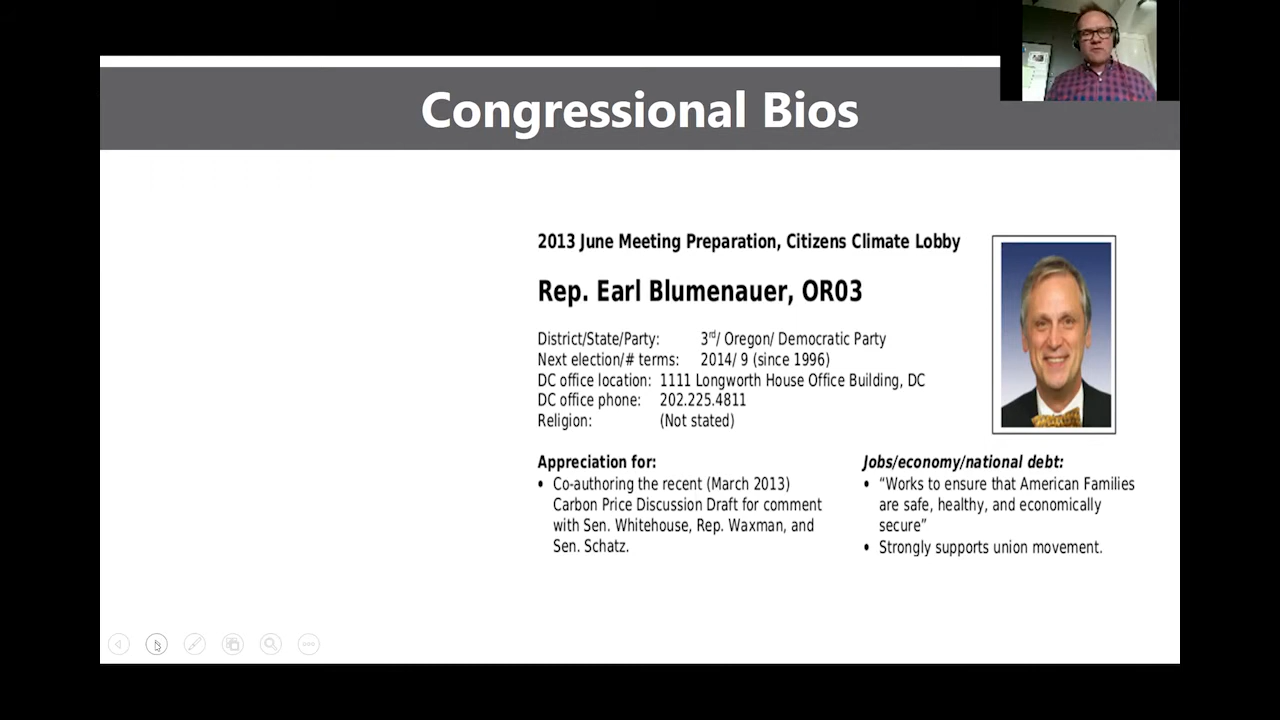 Congressional Bios
2013 June Meeting Preparation, Citizens Climate Lobby
Rep. Earl Blumenauer, OR03
District/State/Party: 3rd/ Oregon/ Democratic Party
Next election/# terms: 2014/ 9 (since 1996)
DC office location: 1111 Longworth House Office Building, DC
DC office phone: 202.225.4811
Religion: (Not stated)
Appreciation for:
• Co-authoring the recent (March 2013)
Carbon Price Discussion Draft for comment
with Sen. Whitehouse, Rep. Waxman, and
Sen. Schatz.
Jobs/economy/national debt:
• “Works to ensure that American Families
are safe, healthy, and economically
secure”
• Strongly supports union movement.